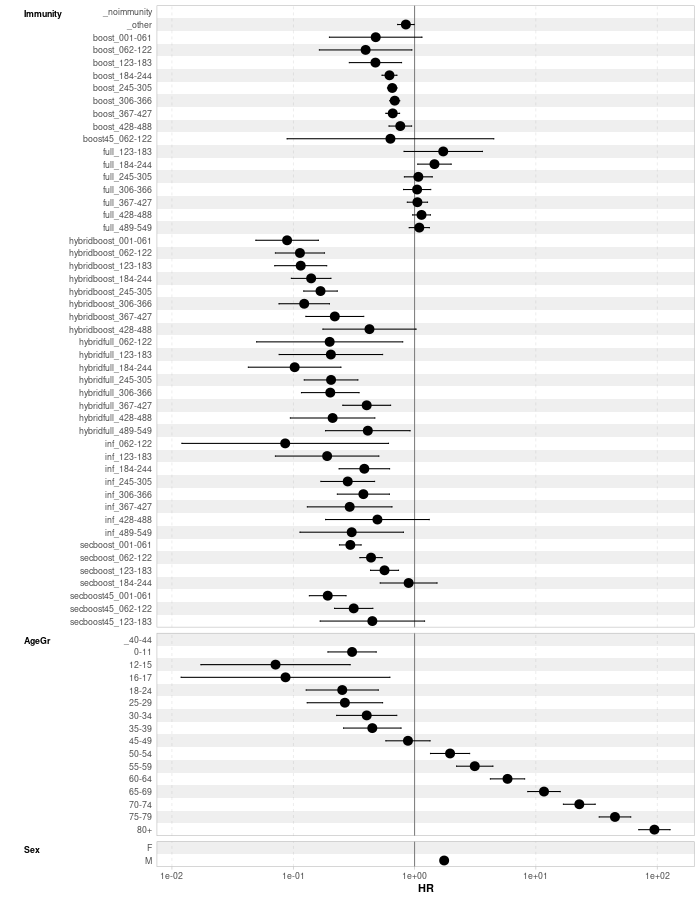 Immunity
_noimmunity
_other
boost_001-061
boost_062-122
boost_123-183
boost_184-244
boost_245-305
boost_306-366
boost_367-427
boost_428-488
boost45_062-122
full_123-183
full_184-244
full_245-305
full_306-366
full_367-427
full_428-488
full_489-549
hybridboost_001-061
hybridboost_062-122
hybridboost_123-183
hybridboost_184-244
hybridboost_245-305
hybridboost_306-366
hybridboost_367-427
hybridboost_428-488
hybridfull_062-122
hybridfull_123-183
hybridfull_184-244
hybridfull_245-305
hybridfull_306-366
hybridfull_367-427
hybridfull_428-488
hybridfull_489-549
inf_062-122
inf_123-183
inf_184-244
inf_245-305
inf_306-366
inf_367-427
inf_428-488
inf_489-549
secboost_001-061
secboost_062-122
secboost_123-183
secboost_184-244
secboost45_001-061
secboost45_062-122
secboost45_123-183
AgeGr
_40-44
0-11
12-15
16-17
18-24
25-29
30-34
35-39
45-49
50-54
55-59
60-64
65-69
70-74
75-79
80+
Sex
F
M
1e-02 1e-01 1e+00 1e+01 1e+02
HR